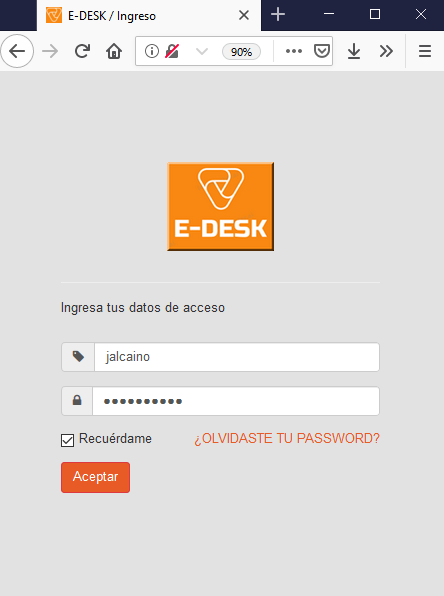 E-DESK / Ingreso
90%
E-DESK
Ingresa tus datos de acceso
jalcaino
Recuérdame
¿OLVIDASTE TU PASSWORD?
Aceptar